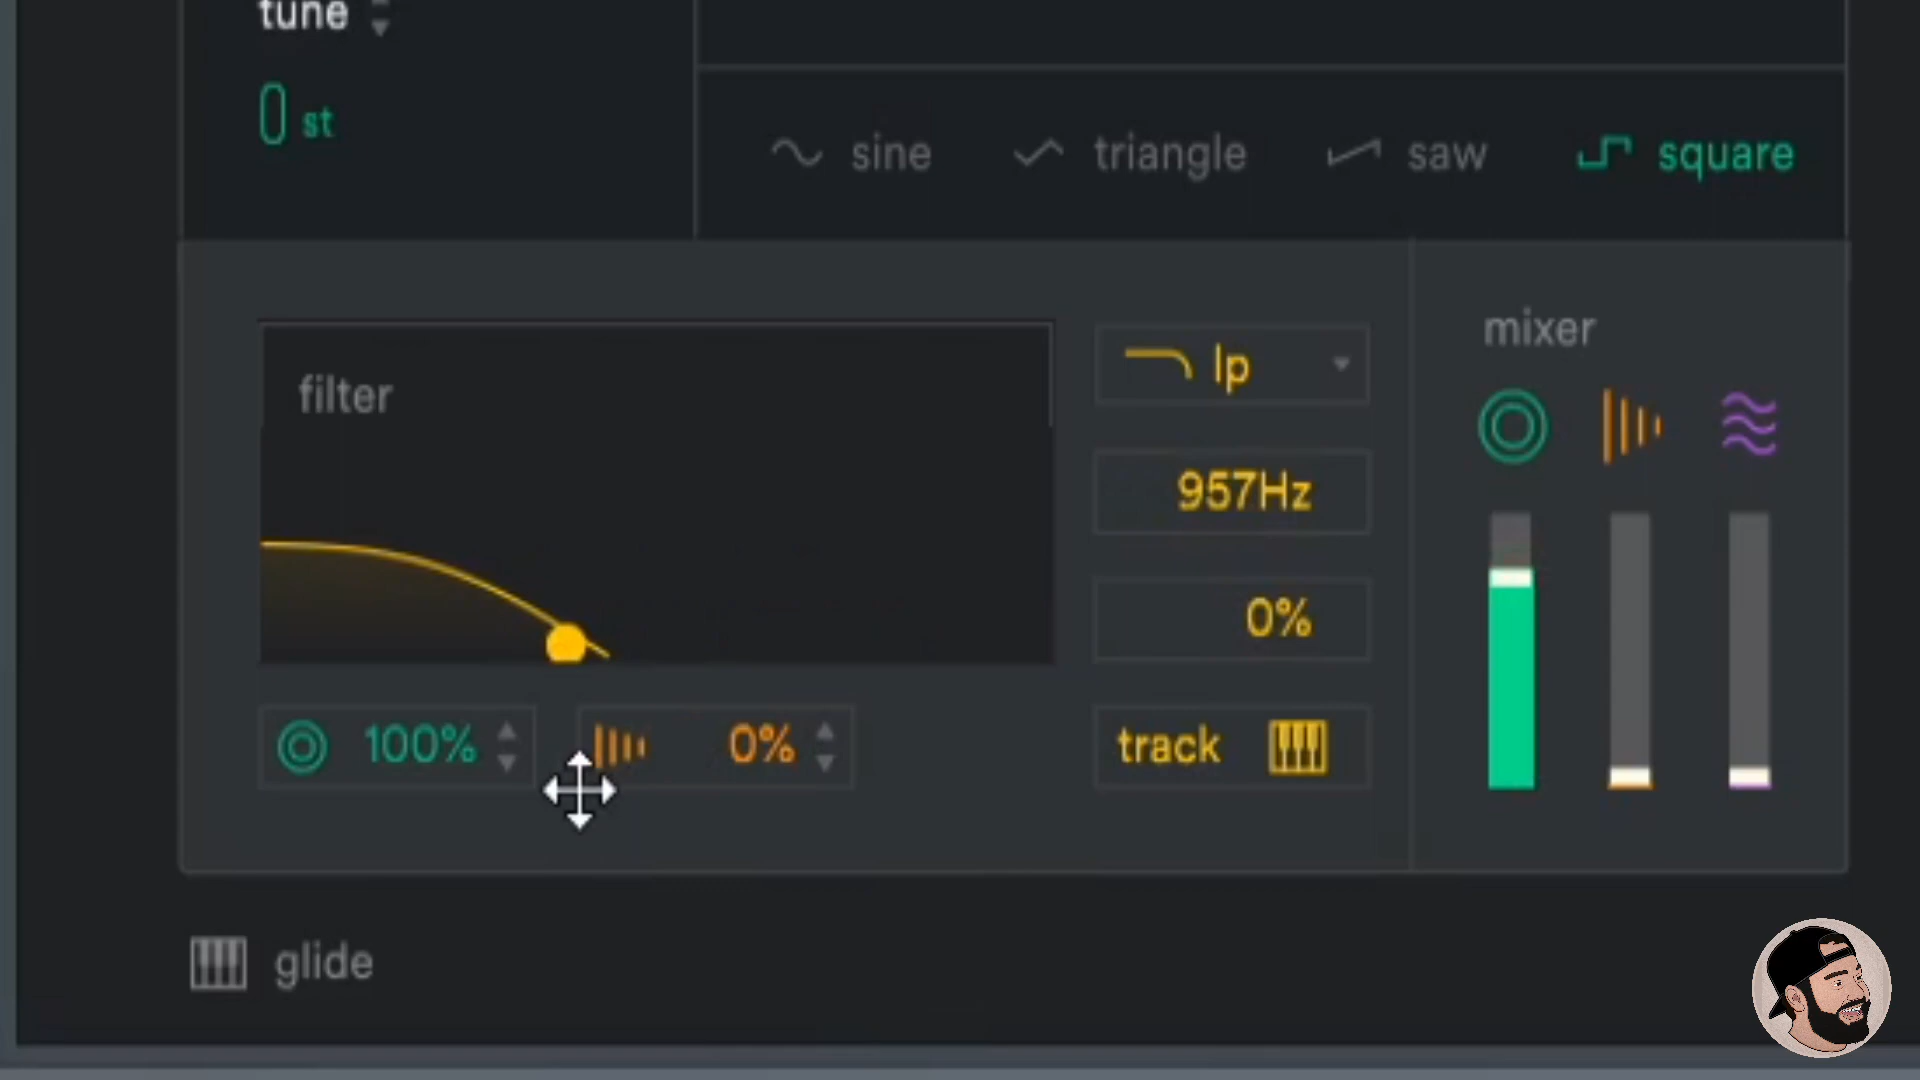 tune
0 st
sine triangle saw square
filter
lp
957Hz
0%
100% 0% track
mixer
glide